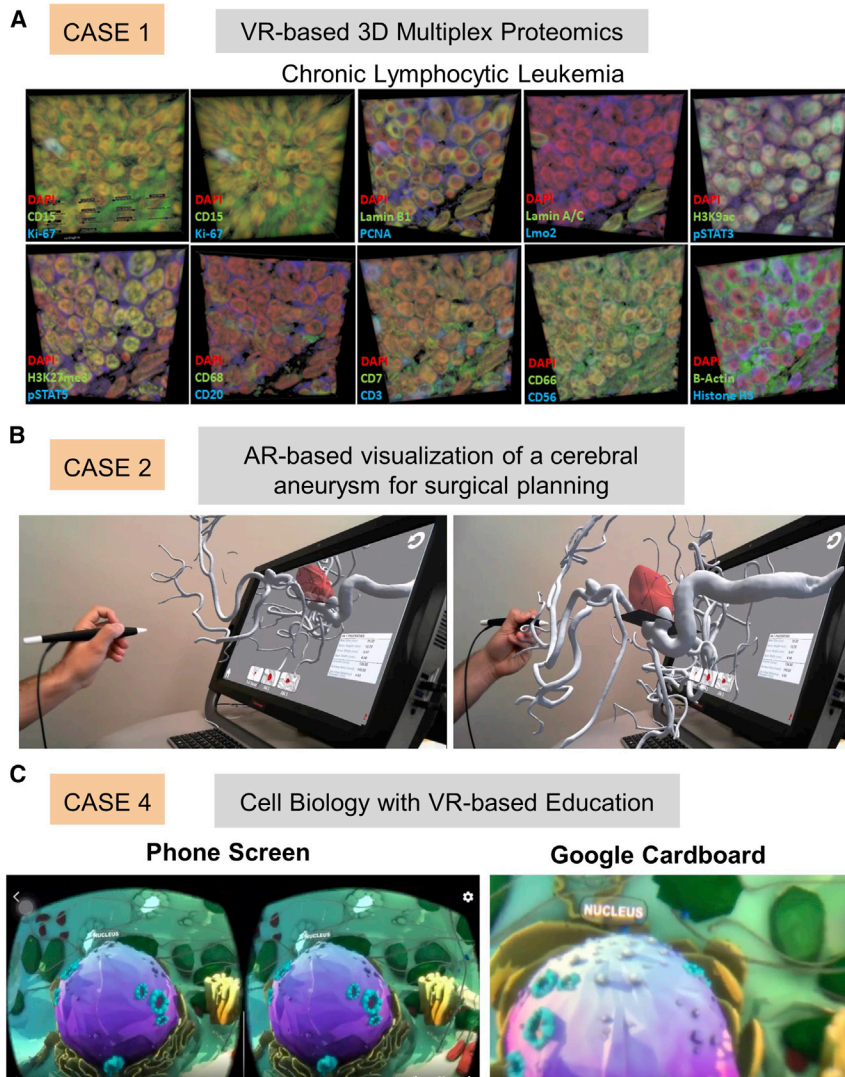 A
CASE 1
VR-based 3D Multiplex Proteomics
Chronic Lymphocytic Leukemia
DAPI
CD15
Ki-67
DAPI
CD15
Ki-67
DAPI
Lamin B1
PCNA
DAPI
Lamin A/C
Lmo2
DAPI
H3K9ac
pSTAT3
DAPI
H3K27me3
pSTAT5
DAPI
CD68
CD20
DAPI
CD7
CD3
DAPI
CD66
CD56
DAPI
B-Actin
Histone H3
B
CASE 2
AR-based visualization of a cerebral
aneurysm for surgical planning
C
CASE 4
Cell Biology with VR-based Education
Phone Screen
Google Cardboard
NUCLEUS
NUCLEUS
NUCLEUS